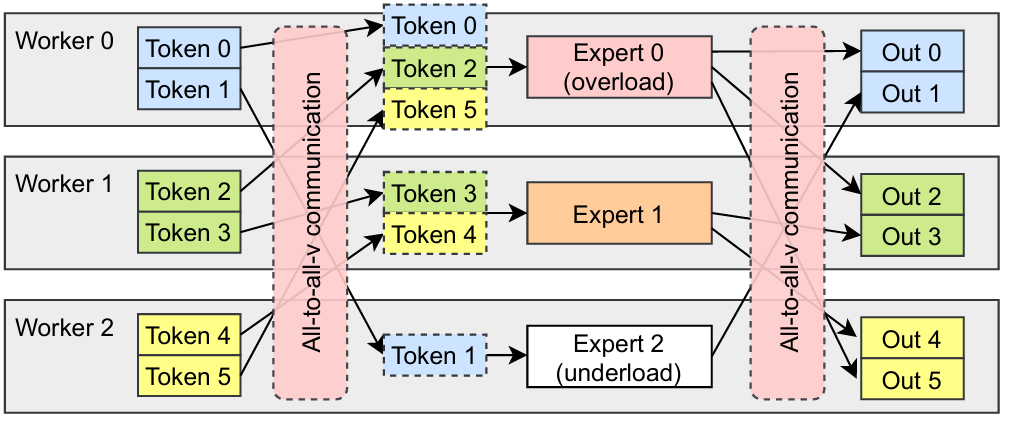 Worker 0
Token 0
Token 1
All-to-all-v communication
Token 0
Token 2
Token 5
Expert 0
(overload)
All-to-all-v communication
Out 0
Out 1
Worker 1
Token 2
Token 3
Token 3
Token 4
Expert 1
Out 2
Out 3
Worker 2
Token 4
Token 5
Token 1
Expert 2
(underload)
Out 4
Out 5